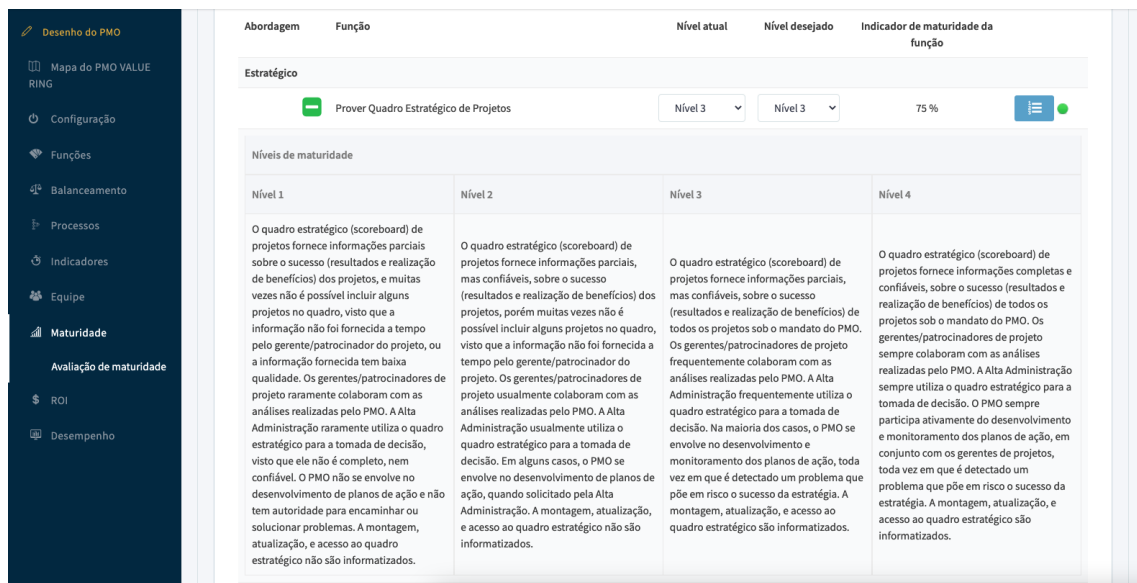 Desenho do PMO
Mapa do PMO VALUE
RING
Configuração
Funções
Balanceamento
Processos
Indicadores
Equipe
Maturidade
Avaliação de maturidade
$ ROI
Desempenho
Abordagem Função Nível atual Nível desejado Indicador de maturidade da
função
Estratégico
Prover Quadro Estratégico de Projetos Nível 3 Nível 3 75 %
Níveis de maturidade
Nível 1 Nível 2 Nível 3 Nível 4
O quadro estratégico (scoreboard) de
projetos fornece informações parciais
sobre o sucesso (resultados e realização
de benefícios) dos projetos, e muitas
vezes não é possível incluir alguns
projetos no quadro, visto que a
informação não foi fornecida a tempo
pelo gerente/patrocinador do projeto, ou
a informação fornecida tem baixa
qualidade. Os gerentes/patrocinadores de
projeto raramente colaboram com as
análises realizadas pelo PMO. A Alta
Administração raramente utiliza o quadro
estratégico para a tomada de decisão,
visto que ele não é completo, nem
confiável. O PMO não se envolve no
desenvolvimento de planos de ação e não
tem autoridade para encaminhar ou
solucionar problemas. A montagem,
atualização, e acesso ao quadro
estratégico não são informatizados.
O quadro estratégico (scoreboard) de
projetos fornece informações parciais,
mas confiáveis, sobre o sucesso
(resultados e realização de benefícios) dos
projetos, porém muitas vezes não é
possível incluir alguns projetos no quadro,
visto que a informação não foi fornecida a
tempo pelo gerente/patrocinador do
projeto. Os gerentes/patrocinadores de
projeto usualmente colaboram com as
análises realizadas pelo PMO. A Alta
Administração usualmente utiliza o
quadro estratégico para a tomada de
decisão. Em alguns casos, o PMO se
envolve no desenvolvimento de planos de
ação, quando solicitado pela Alta
Administração. A montagem, atualização,
e acesso ao quadro estratégico não são
informatizados.
O quadro estratégico (scoreboard) de
projetos fornece informações parciais,
mas confiáveis, sobre o sucesso
(resultados e realização de benefícios) de
todos os projetos sob o mandato do PMO.
Os gerentes/patrocinadores de projeto
frequentemente colaboram com as
análises realizadas pelo PMO. A Alta
Administração frequentemente utiliza o
quadro estratégico para a tomada de
decisão. Na maioria dos casos, o PMO se
envolve no desenvolvimento e
monitoramento dos planos de ação, toda
vez em que é detectado um problema que
põe em risco o sucesso da estratégia. A
montagem, atualização, e acesso ao
quadro estratégico são informatizados.
O quadro estratégico (scoreboard) de
projetos fornece informações completas e
confiáveis, sobre o sucesso (resultados e
realização de benefícios) de todos os
projetos sob o mandato do PMO. Os
gerentes/patrocinadores de projeto
sempre colaboram com as análises
realizadas pelo PMO. A Alta Administração
sempre utiliza o quadro estratégico para a
tomada de decisão. O PMO sempre
participa ativamente do desenvolvimento
e monitoramento dos planos de ação, em
conjunto com os gerentes de projetos,
toda vez em que é detectado um
problema que põe em risco o sucesso da
estratégia. A montagem, atualização, e
acesso ao quadro estratégico são
informatizados.